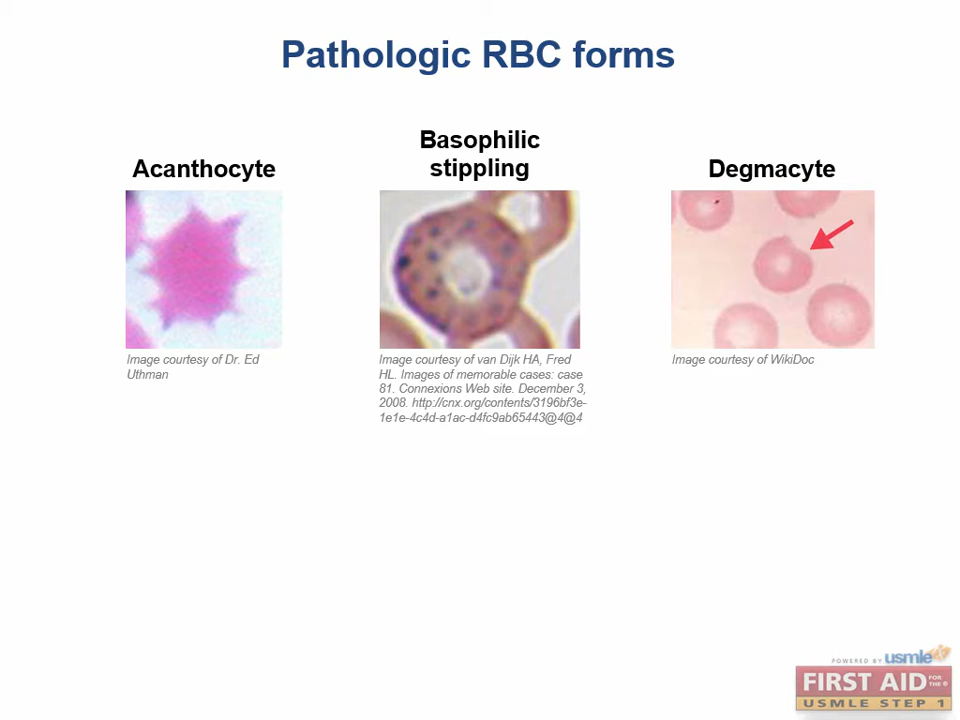 Pathologic RBC forms
Acanthocyte
Basophilic
stippling
Degmacyte
Image courtesy of Dr. Ed
Uthman
Image courtesy of van Dijk HA, Fred
HL. Images of memorable cases: case
81. Connexions Web site. December 3,
2008. http://cnx.org/contents/3196bf3e-
1e1e-4c4d-a1ac-d4fc9ab65443@4@4
Image courtesy of WikiDoc
POWERED BY usmle
FIRST AID FOR THE ®
USMLE STEP 1